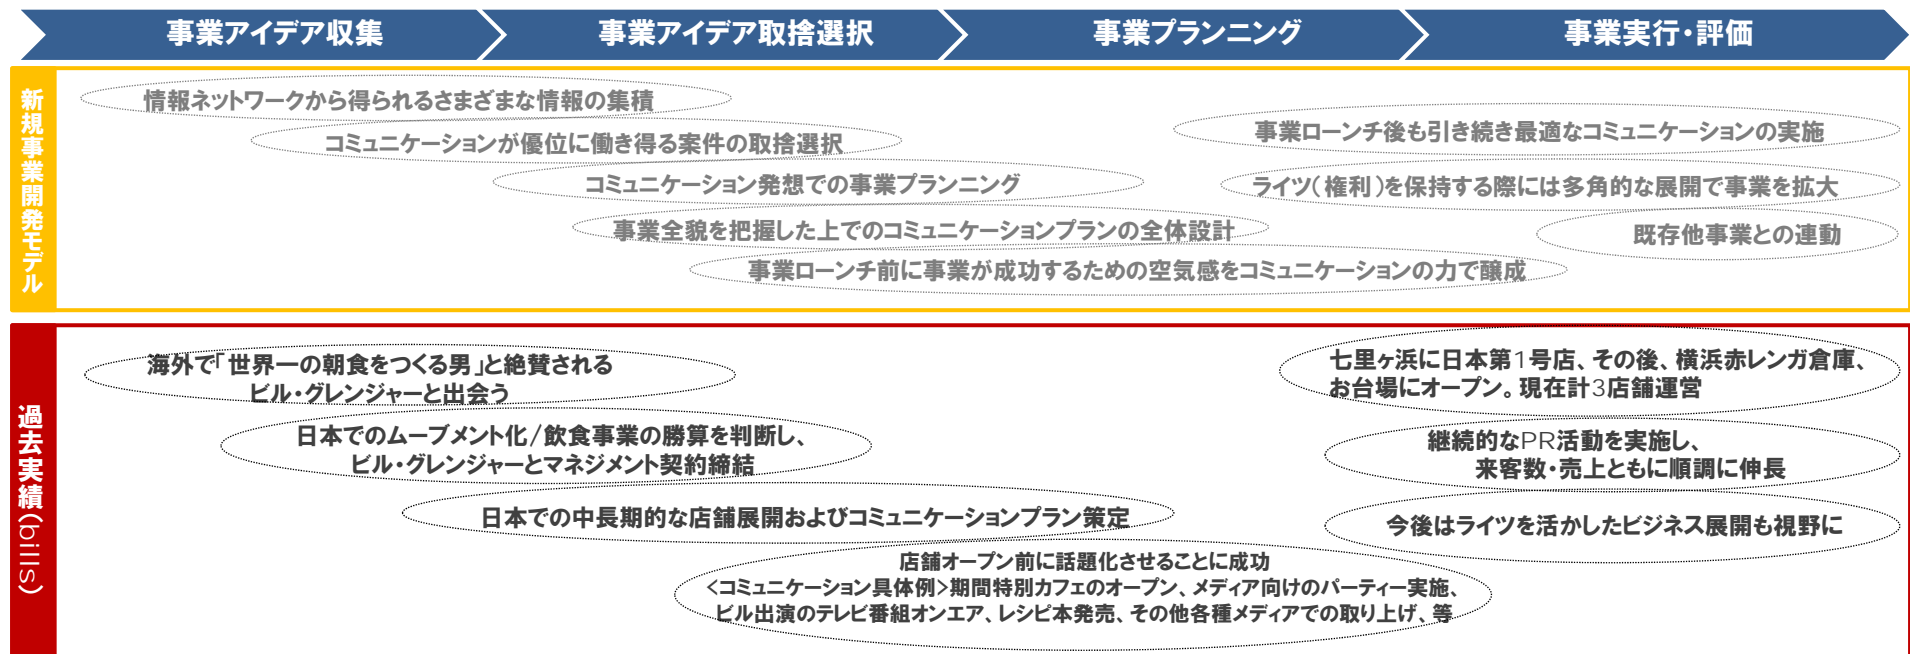 事業アイデア収集
事業アイデア取捨選択
事業プランニング
事業実行・評価
新規事業開発モデル
情報ネットワークから得られるさまざまな情報の集積
コミュニケーションが優位に働き得る案件の取捨選択
コミュニケーション発想での事業プランニング
事業全貌を把握した上でのコミュニケーションプランの全体設計
事業ローンチ前に事業が成功するための空気感をコミュニケーションの力で醸成
事業ローンチ後も引き続き最適なコミュニケーションの実施
ライツ(権利)を保持する際には多角的な展開で事業を拡大
既存他事業との連動
過去実績(bills)
海外で「世界一の朝食をつくる男」と絶賛される
ビル・グレンジャーと出会う
日本でのムーブメント化/飲食事業の勝算を判断し、
ビル・グレンジャーとマネジメント契約締結
日本での中長期的な店舗展開およびコミュニケーションプラン策定
店舗オープン前に話題化させることに成功
<コミュニケーション具体例>期間特別カフェのオープン、メディア向けのパーティー実施、
ビル出演のテレビ番組オンエア、レシピ本発売、その他各種メディアでの取り上げ、等
七里ヶ浜に日本第1号店、その後、横浜赤レンガ倉庫、
お台場にオープン。現在計3店舗運営
継続的なPR活動を実施し、
来客数・売上ともに順調に伸長
今後はライツを活かしたビジネス展開も視野に